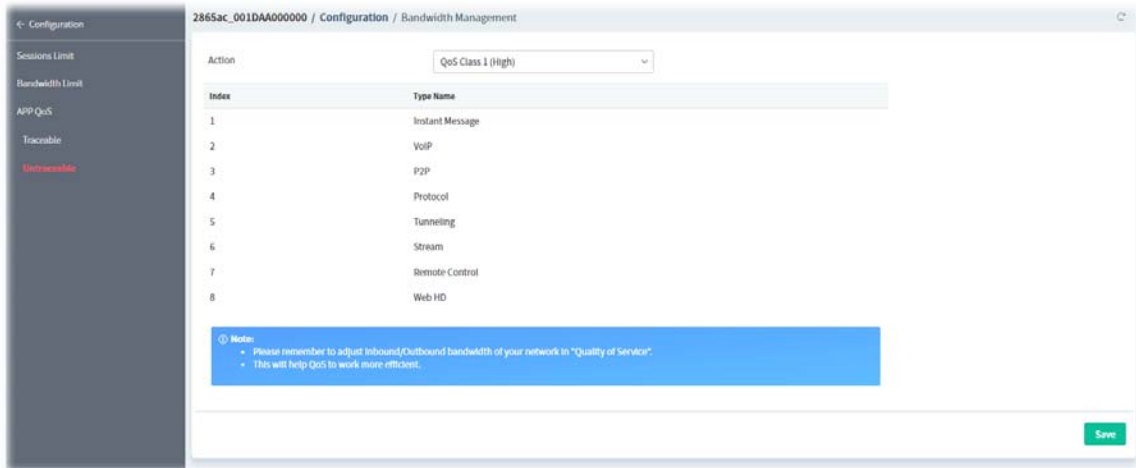 ← Configuration
2865ac_001DAA000000 / Configuration / Bandwidth Management
Sessions Limit
Bandwidth Limit
APP QoS
Traceable
Untraceable
Action
QoS Class 1 (High)
Index Type Name
1 Instant Message
2 VoIP
3 P2P
4 Protocol
5 Tunneling
6 Stream
7 Remote Control
8 Web HD
Note:
• Please remember to adjust Inbound/Outbound bandwidth of your network in "Quality of Service".
• This will help QoS to work more efficient.
Save